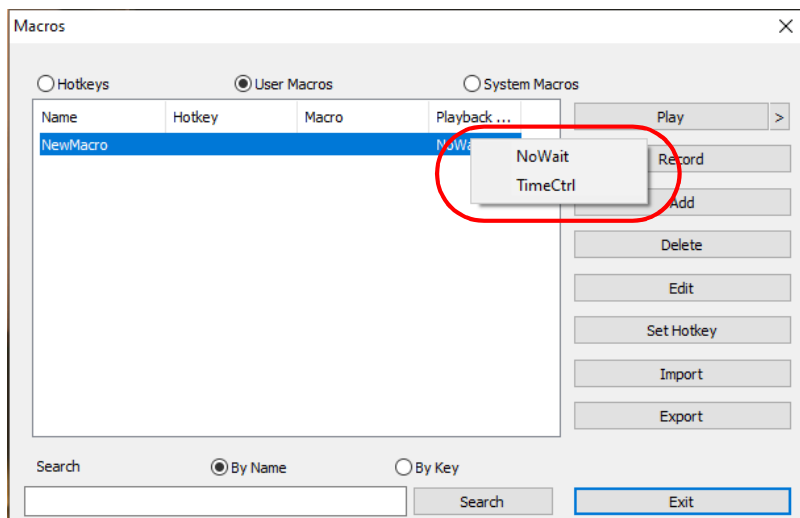 Macros
Hotkeys User Macros System Macros
Name Hotkey Macro Playback ... Play >
NewMacro NoWa
NoWait Record
TimeCtrl
Add
Delete
Edit
Set Hotkey
Import
Export
Search By Name By Key
Search Exit